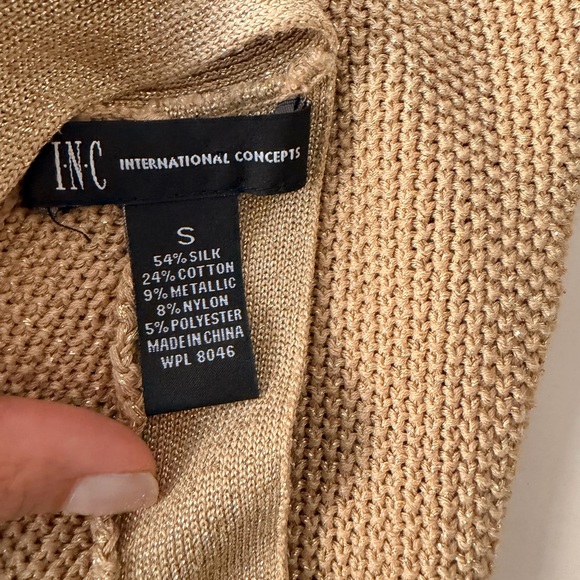 I·N·C INTERNATIONAL CONCEPTS
S
54% SILK
24% COTTON
9% METALLIC
8% NYLON
5% POLYESTER
MADE IN CHINA
WPL 8046